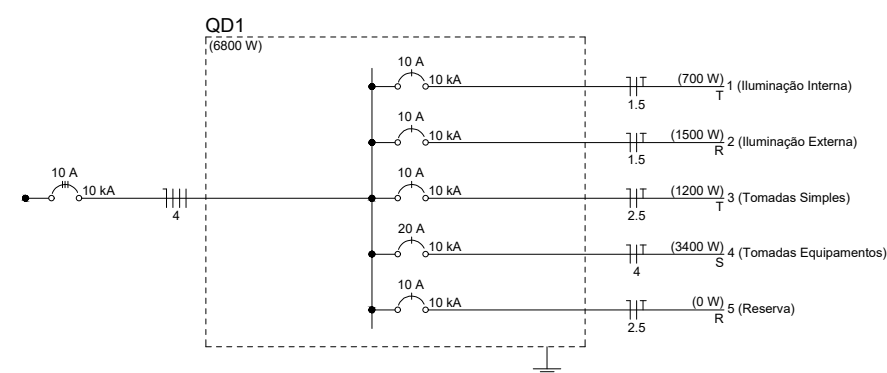 QD1
(6800 W)
10 A
10 kA
4
10 A
10 kA
1.5
(700 W)
T
1 (Iluminação Interna)
10 A
10 kA
1.5
(1500 W)
R
2 (Iluminação Externa)
10 A
10 kA
2.5
(1200 W)
T
3 (Tomadas Simples)
20 A
10 kA
4
(3400 W)
S
4 (Tomadas Equipamentos)
10 A
10 kA
2.5
(0 W)
R
5 (Reserva)